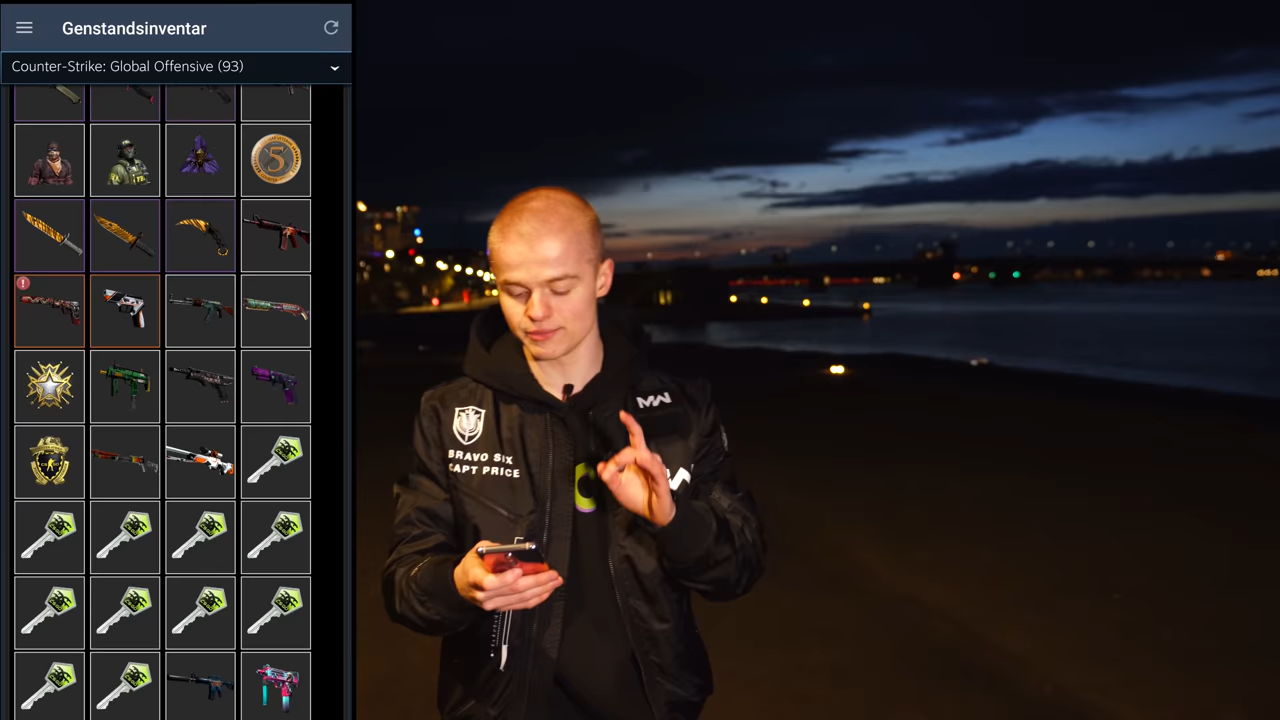 Genstandsinventar
Counter-Strike: Global Offensive (93)
5
BRAVO SIX
CAPT PRICE
MW